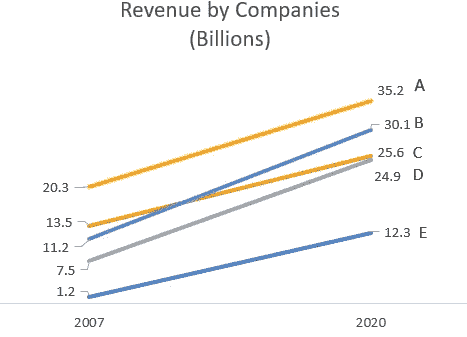 Revenue by Companies
(Billions)
35.2 A
30.1 B
25.6 C
24.9 D
20.3
13.5
11.2
7.5
1.2
12.3 E
2007 2020